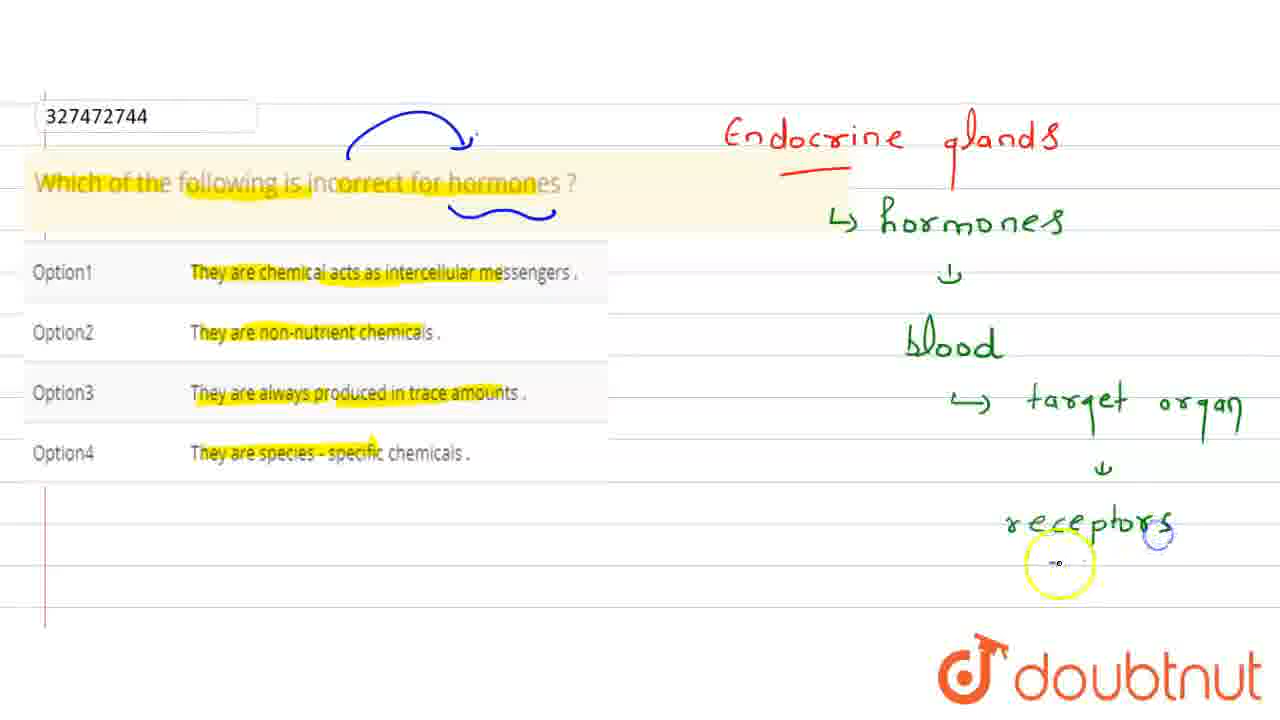 327472744
Which of the following is incorrect for hormones ?
Option1 They are chemical acts as intercellular messengers .
Option2 They are non-nutrient chemicals .
Option3 They are always produced in trace amounts .
Option4 They are species - specific chemicals .
Endocrine glands
↳ hormones
↓
blood
↳ target organ
↓
receptors
doubtnut